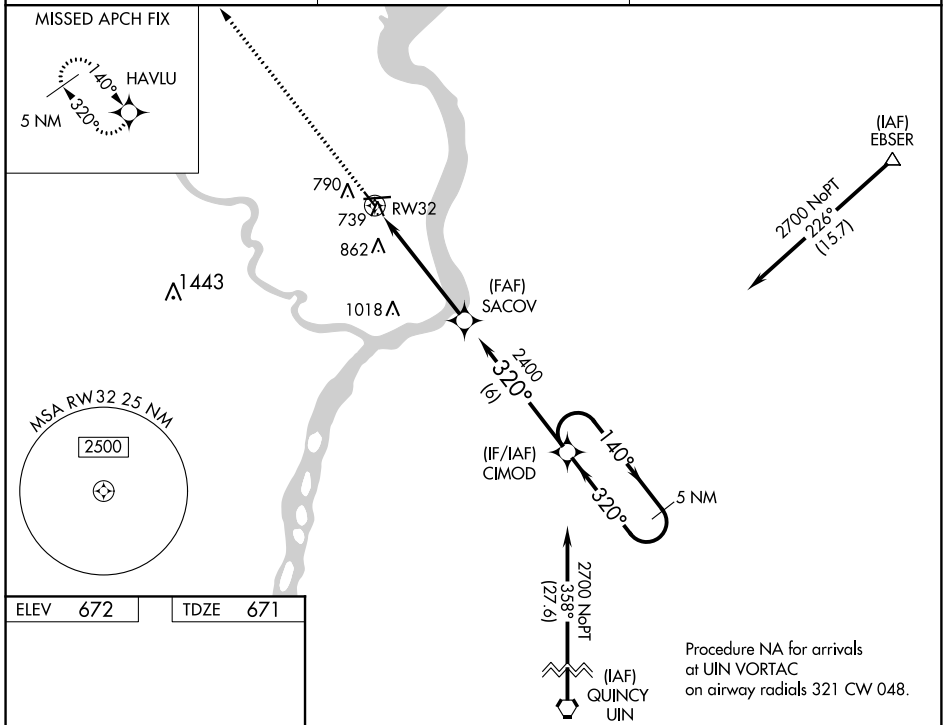 MISSED APCH FIX
140°
HAVLU
320°
5 NM
(IAF)
EBSER
790
739
RW32
862
2700 NoPT
226°
(15.7)
1443
(FAF)
SACOV
1018
2400
320°
(6)
MSA RW32 25 NM
2500
(IF/IAF)
CIMOD
140°
320°
5 NM
2700 NoPT
358°
(27.6)
ELEV 672
TDZE 671
(IAF)
QUINCY
UIN
Procedure NA for arrivals
at UIN VORTAC
on airway radials 321 CW 048.